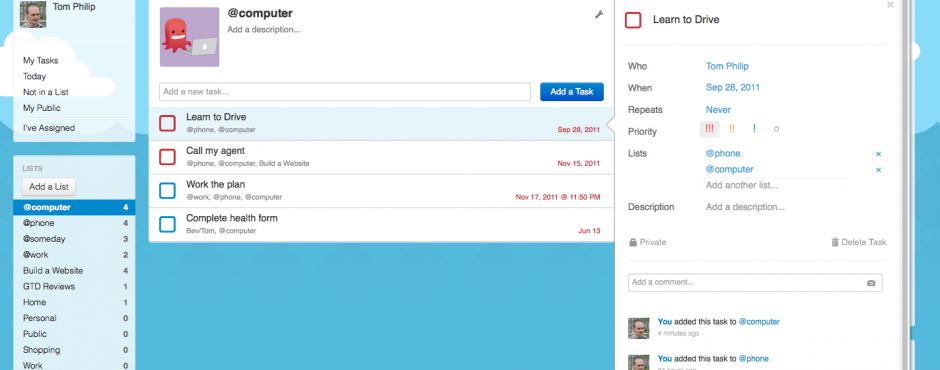 Tom Philip
My Tasks
Today
Not in a List
My Public
I've Assigned
LISTS
Add a List
@computer 4
@phone 4
@someday 3
@work 2
Build a Website 4
GTD Reviews 1
Home 1
Personal 0
Public 0
Shopping 0
Work 0
@computer
Add a description...
Add a new task...
Add a Task
Learn to Drive
@phone, @computer Sep 28, 2011
Call my agent
@phone, @computer, Build a Website Nov 15, 2011
Work the plan
@work, @phone, @computer Nov 17, 2011 @ 11:50 PM
Complete health form
Bev/Tom, @computer Jun 13
Learn to Drive
Who Tom Philip
When Sep 28, 2011
Repeats Never
Priority !!! !! !
Lists @phone ×
@computer ×
Add another list...
Description Add a description...
Private Delete Task
Add a comment...
You added this task to @computer
4 minutes ago
You added this task to @phone